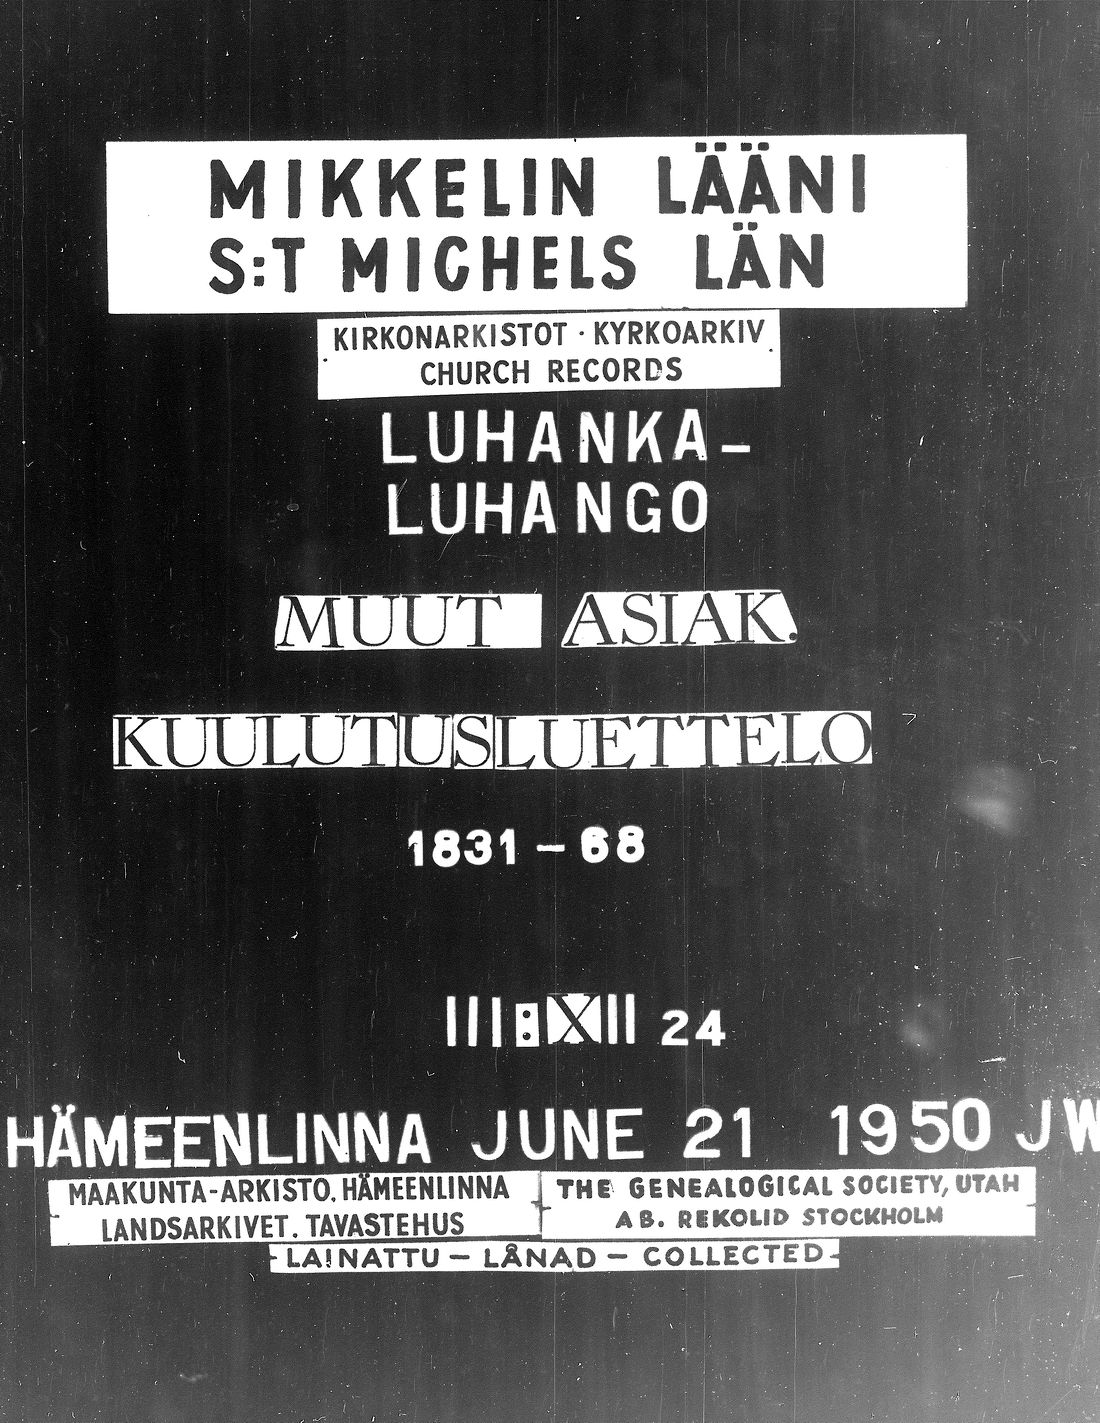 MIKKELIN LÄÄNI
S:T MICHELS LÄN
KIRKONARKISTOT · KYRKOARKIV
CHURCH RECORDS
LUHANKA–
LUHANGO
MUUT ASIAK.
KUULUTUSLUETTELO
1831 – 68
III:XII 24
HÄMEENLINNA JUNE 21 1950 JW
MAAKUNTA-ARKISTO. HÄMEENLINNA
LANDSARKIVET. TAVASTEHUS
THE GENEALOGICAL SOCIETY, UTAH
AB. REKOLID STOCKHOLM
LAINATTU – LÅNAD – COLLECTED